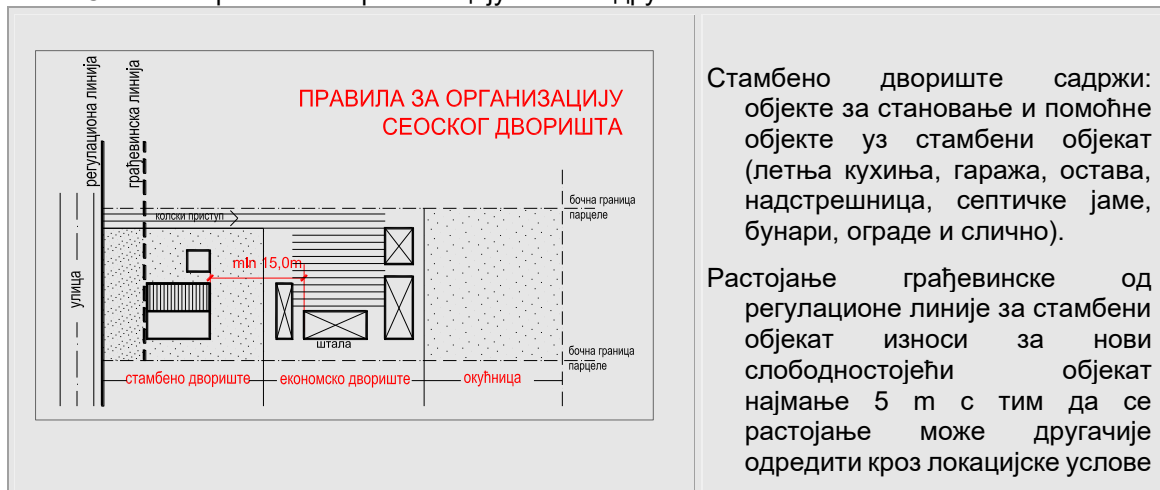 ПРАВИЛА ЗА ОРГАНИЗАЦИЈУ
СЕОСКОГ ДВОРИШТА
регулациона линија
грађевинска линија
бочна граница
парцеле
колски приступ
min 15,0m
улица
штала
бочна граница
парцеле
стамбено двориште
економско двориште
окућница
Стамбено двориште садржи:
објекте за становање и помоћне
објекте уз стамбени објекат
(летња кухиња, гаража, остава,
надстрешница, септичке јаме,
бунари, ограде и слично).
Растојање грађевинске од
регулационе линије за стамбени
објекат износи за нови
слободностојећи објекат
најмање 5 m с тим да се
растојање може другачије
одредити кроз локацијске услове